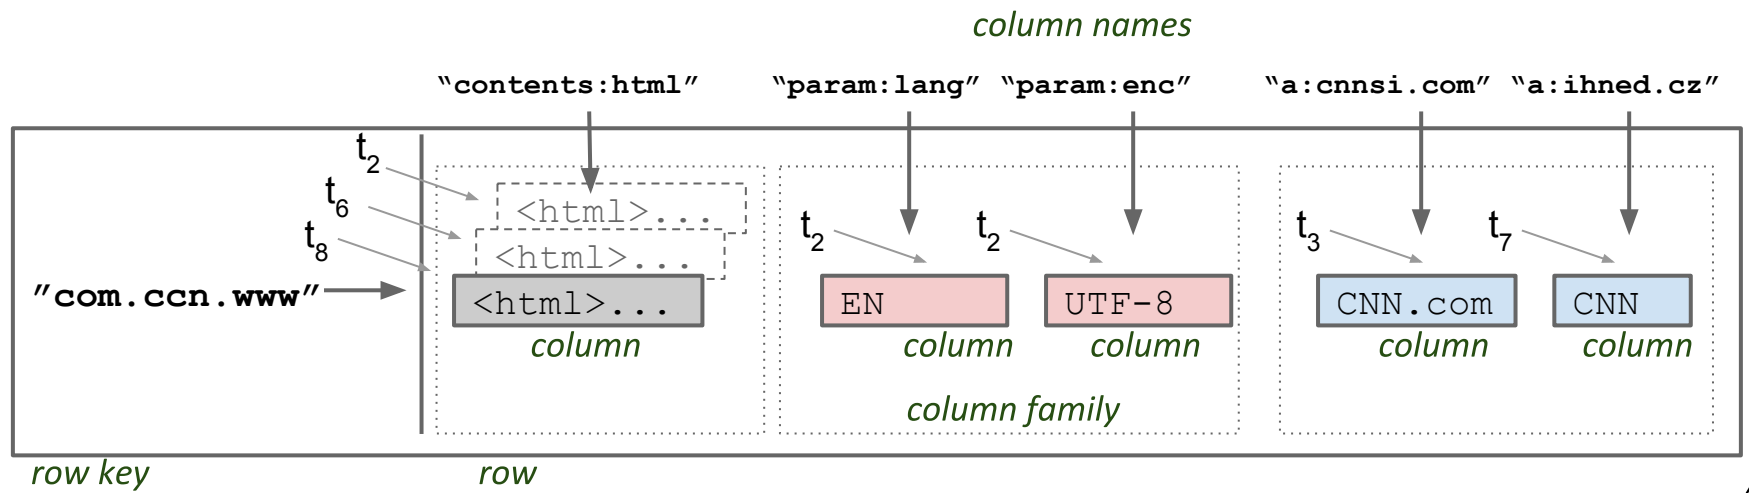 column names
“contents:html” “param:lang” “param:enc” “a:cnnsi.com” “a:ihned.cz”
t2
<html>...
t6
<html>...
t8
t2 t2 t3 t7
”com.ccn.www” <html>... EN UTF-8 CNN.com CNN
column column column column column
column family
row key row